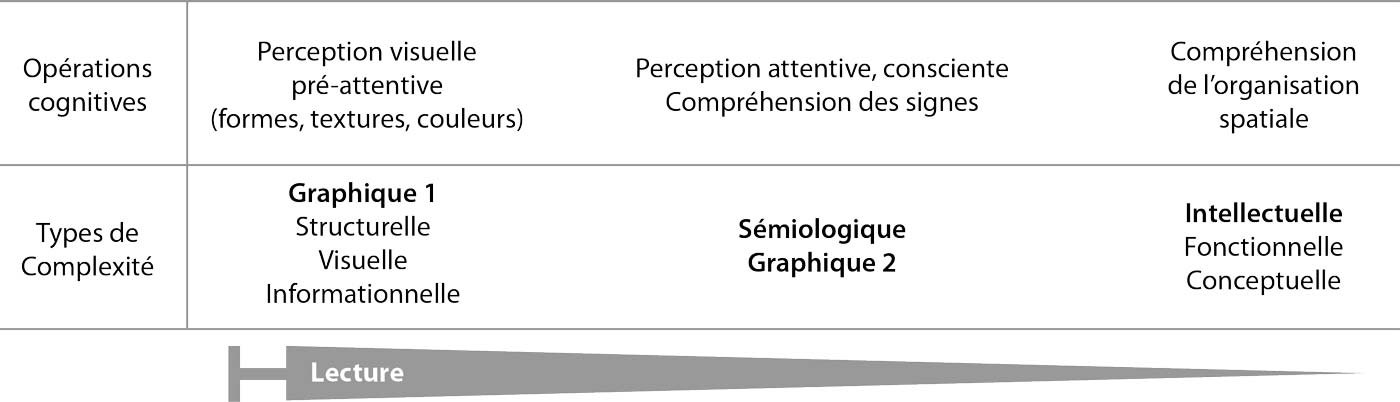 Opérations
cognitives
Perception visuelle
pré-attentive
(formes, textures, couleurs)
Perception attentive, consciente
Compréhension des signes
Compréhension
de l’organisation
spatiale
Types de
Complexité
Graphique 1
Structurelle
Visuelle
Informationnelle
Sémiologique
Graphique 2
Intellectuelle
Fonctionnelle
Conceptuelle
Lecture